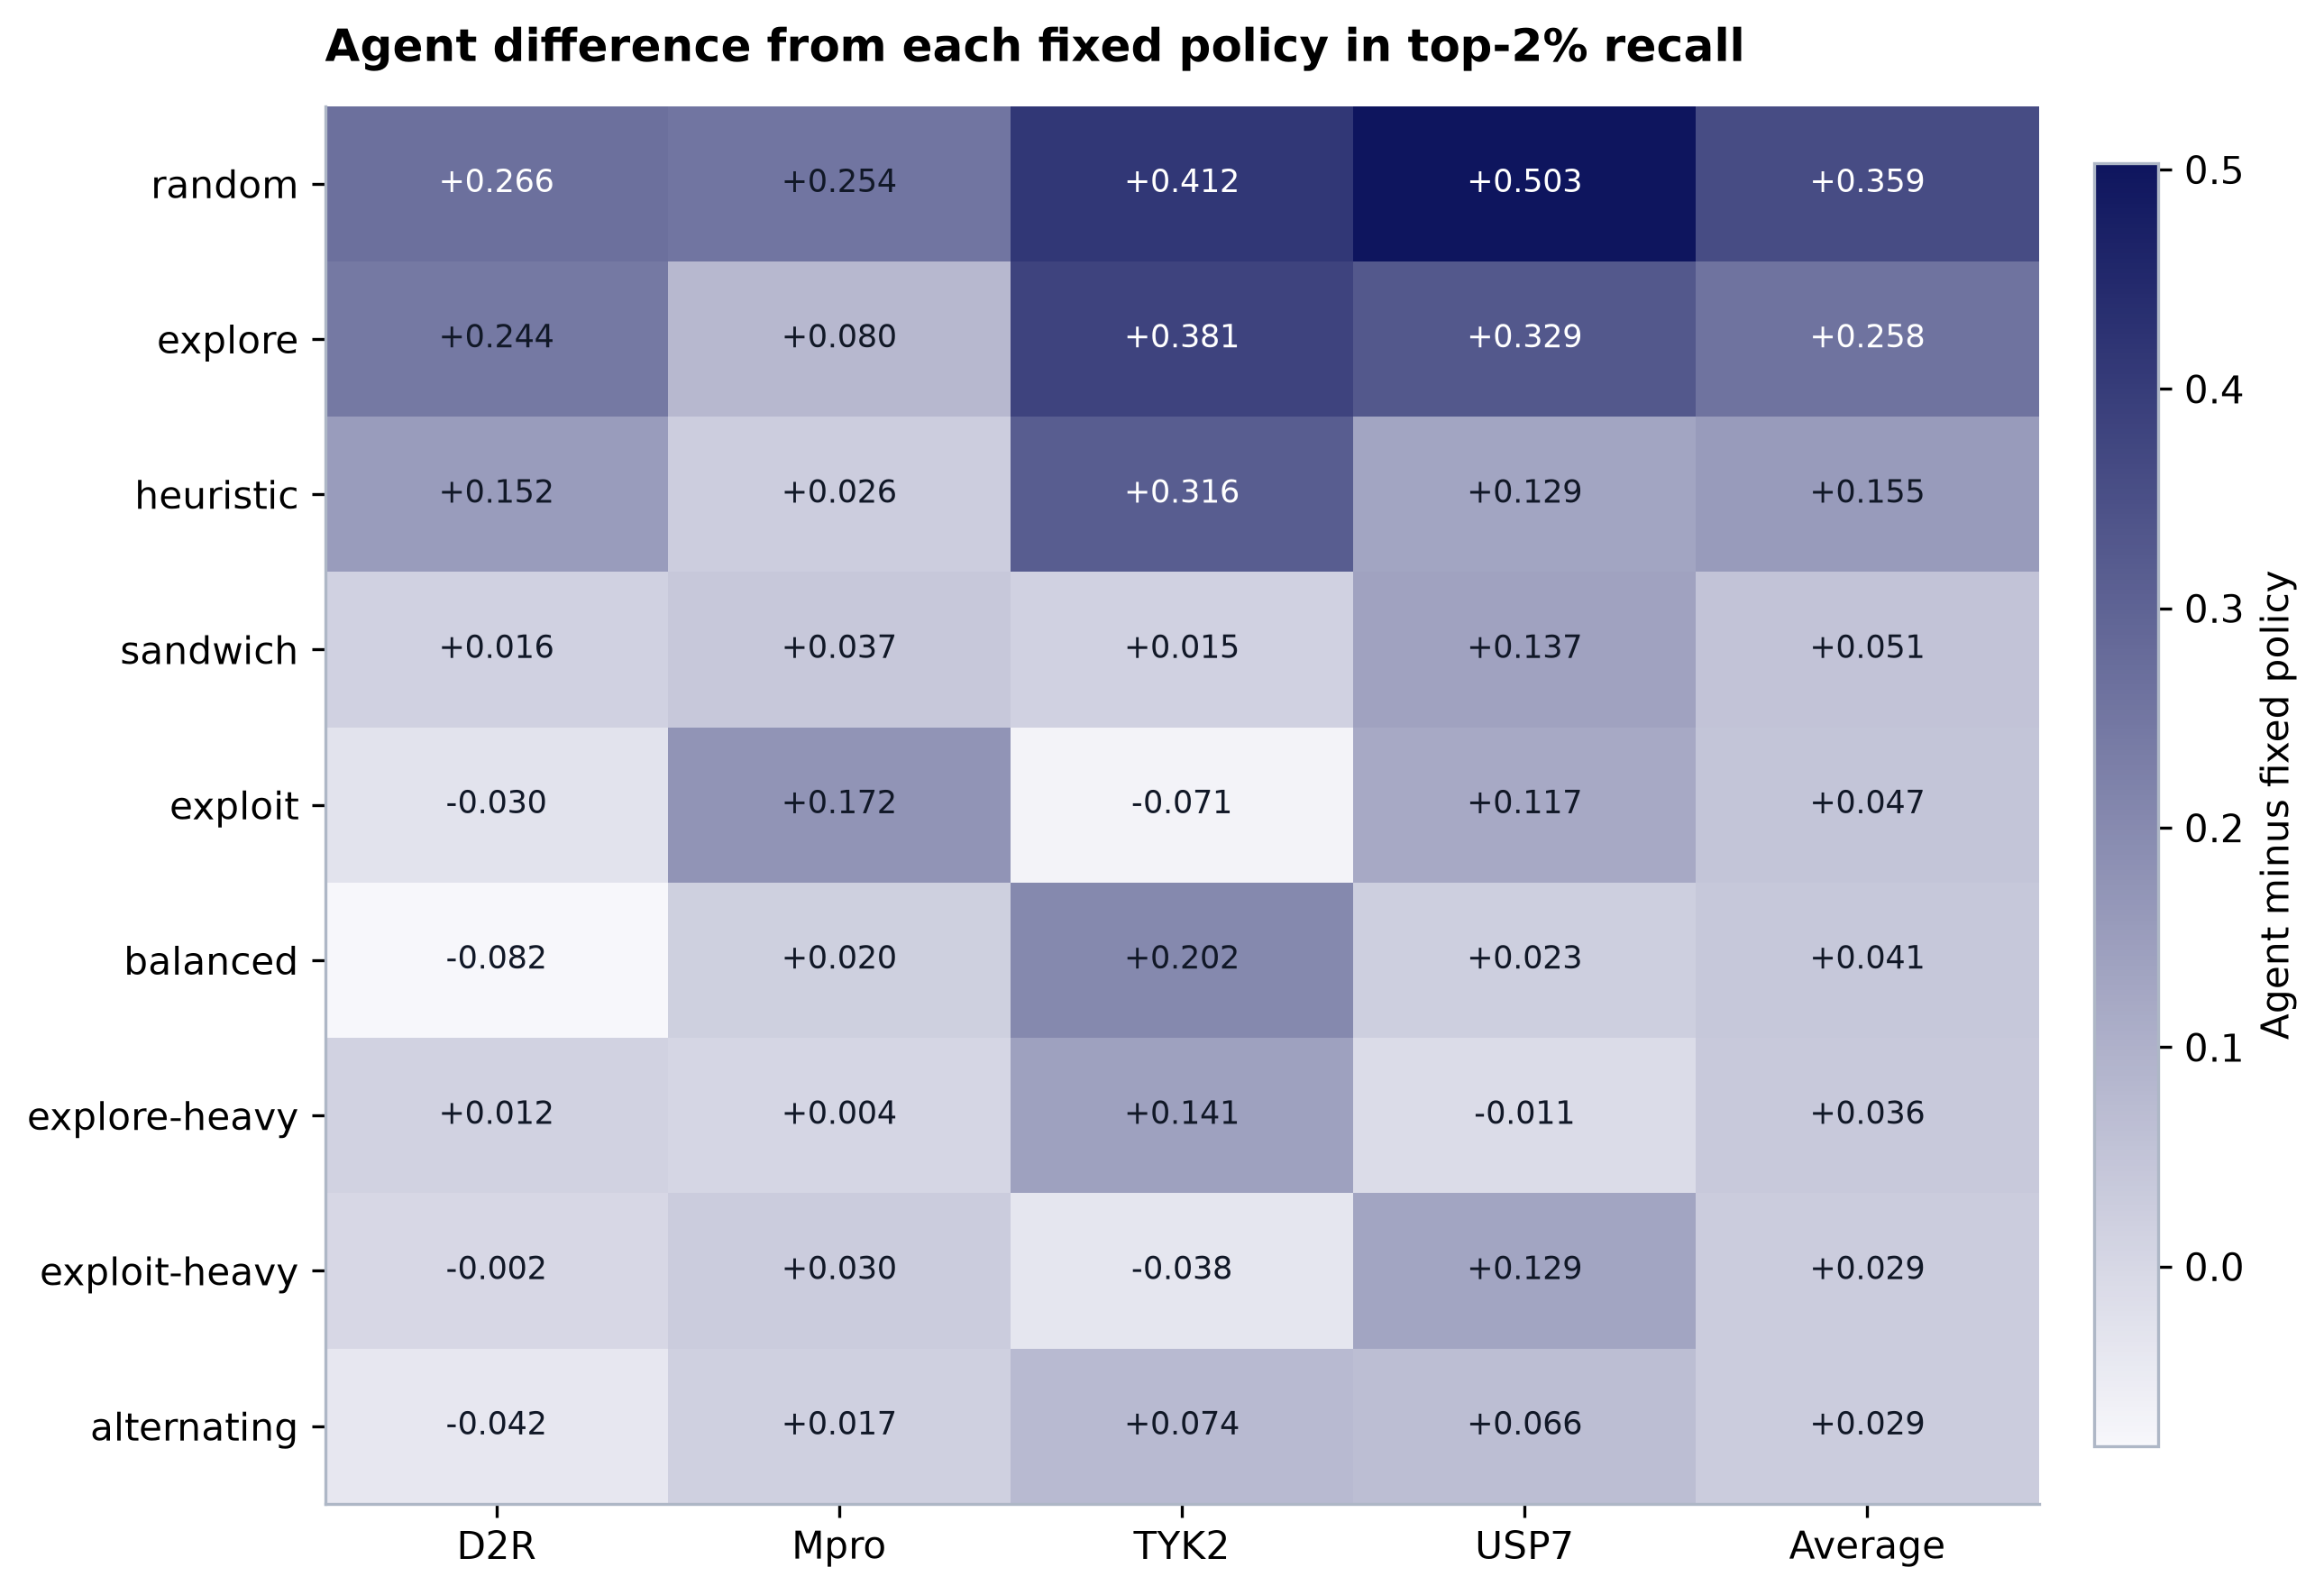 Agent difference from each fixed policy in top-2% recall
random +0.266 +0.254 +0.412 +0.503 +0.359
explore +0.244 +0.080 +0.381 +0.329 +0.258
heuristic +0.152 +0.026 +0.316 +0.129 +0.155
sandwich +0.016 +0.037 +0.015 +0.137 +0.051
exploit -0.030 +0.172 -0.071 +0.117 +0.047
balanced -0.082 +0.020 +0.202 +0.023 +0.041
explore-heavy +0.012 +0.004 +0.141 -0.011 +0.036
exploit-heavy -0.002 +0.030 -0.038 +0.129 +0.029
alternating -0.042 +0.017 +0.074 +0.066 +0.029
D2R Mpro TYK2 USP7 Average
0.5
0.4
0.3
0.2
0.1
0.0
Agent minus fixed policy